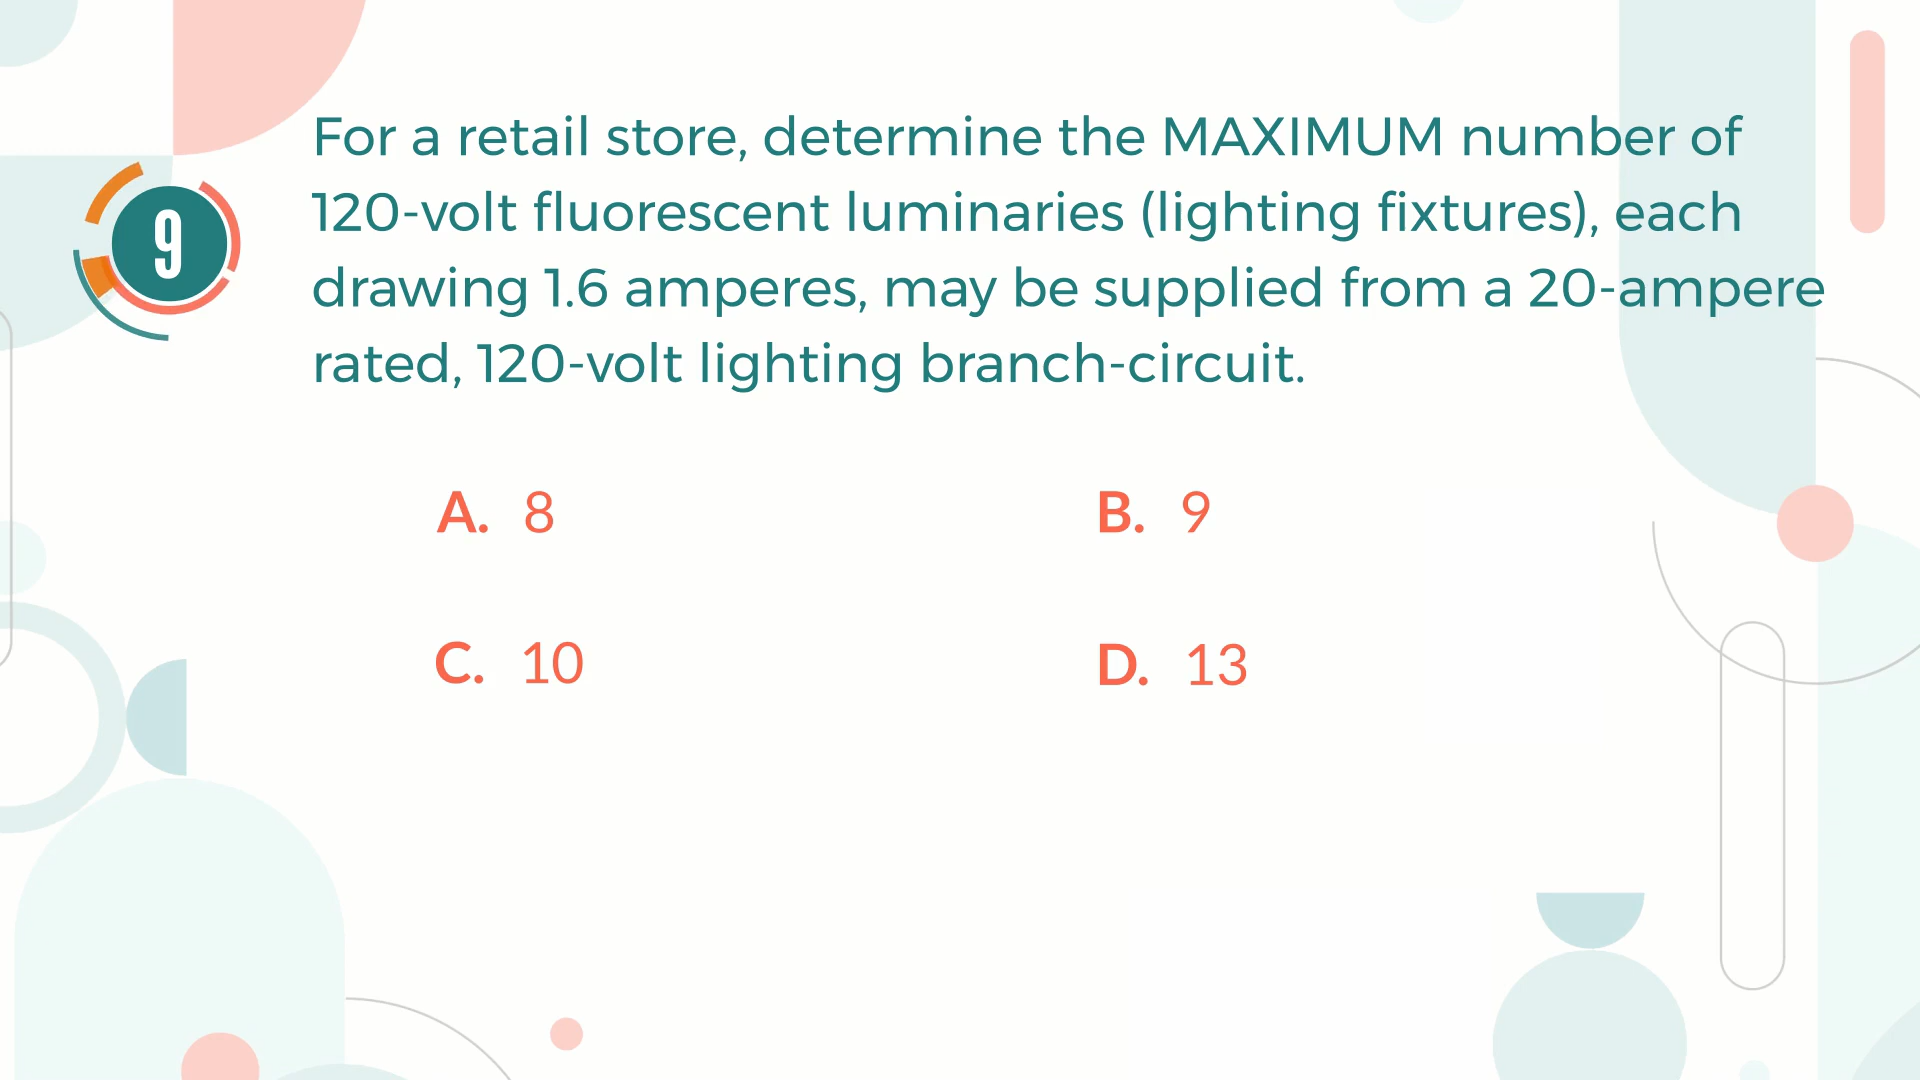 9
For a retail store, determine the MAXIMUM number of
120-volt fluorescent luminaries (lighting fixtures), each
drawing 1.6 amperes, may be supplied from a 20-ampere
rated, 120-volt lighting branch-circuit.
A. 8
B. 9
C. 10
D. 13